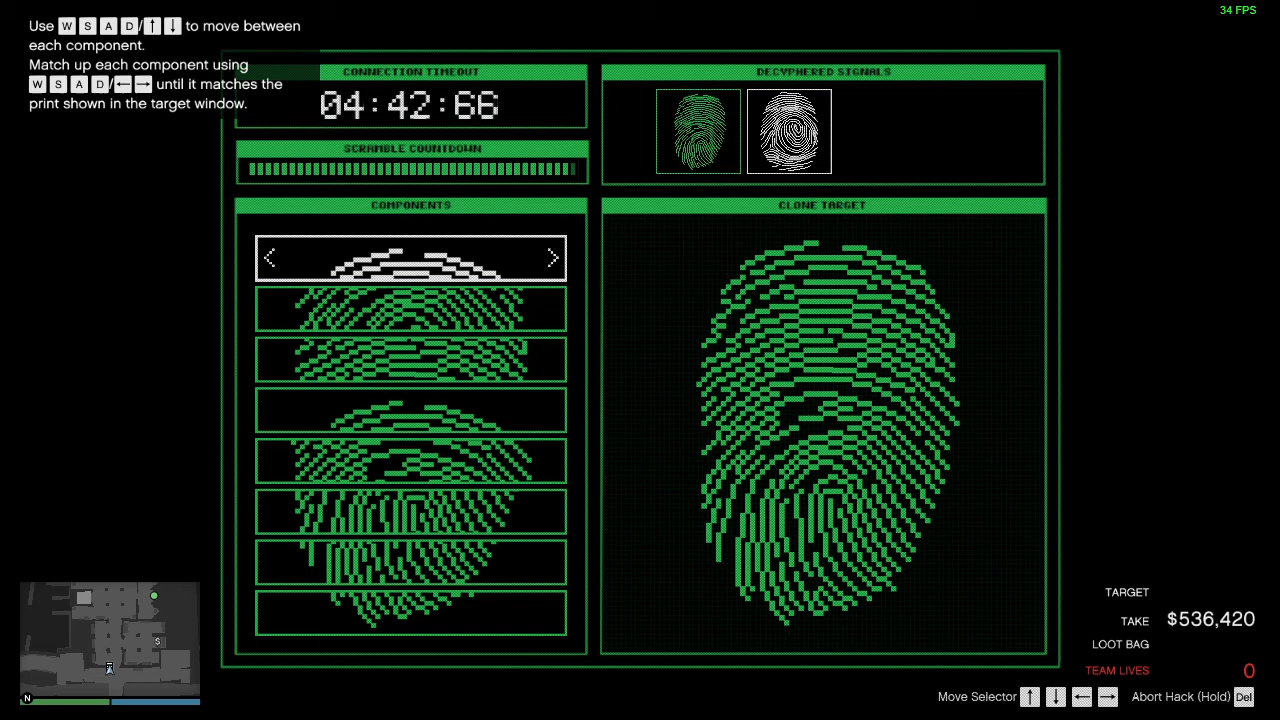 34 FPS
Use W S A D/↑ ↓ to move between
each component.
Match up each component using
W S A D/← → until it matches the
print shown in the target window.
CONNECTION TIMEOUT
04:42:66
SCRAMBLE COUNTDOWN
DECYPHERED SIGNALS
COMPONENTS
CLONE TARGET
TARGET
TAKE $536,420
LOOT BAG
TEAM LIVES 0
S
N
Move Selector ↑ ↓ ← → Abort Hack (Hold) Del